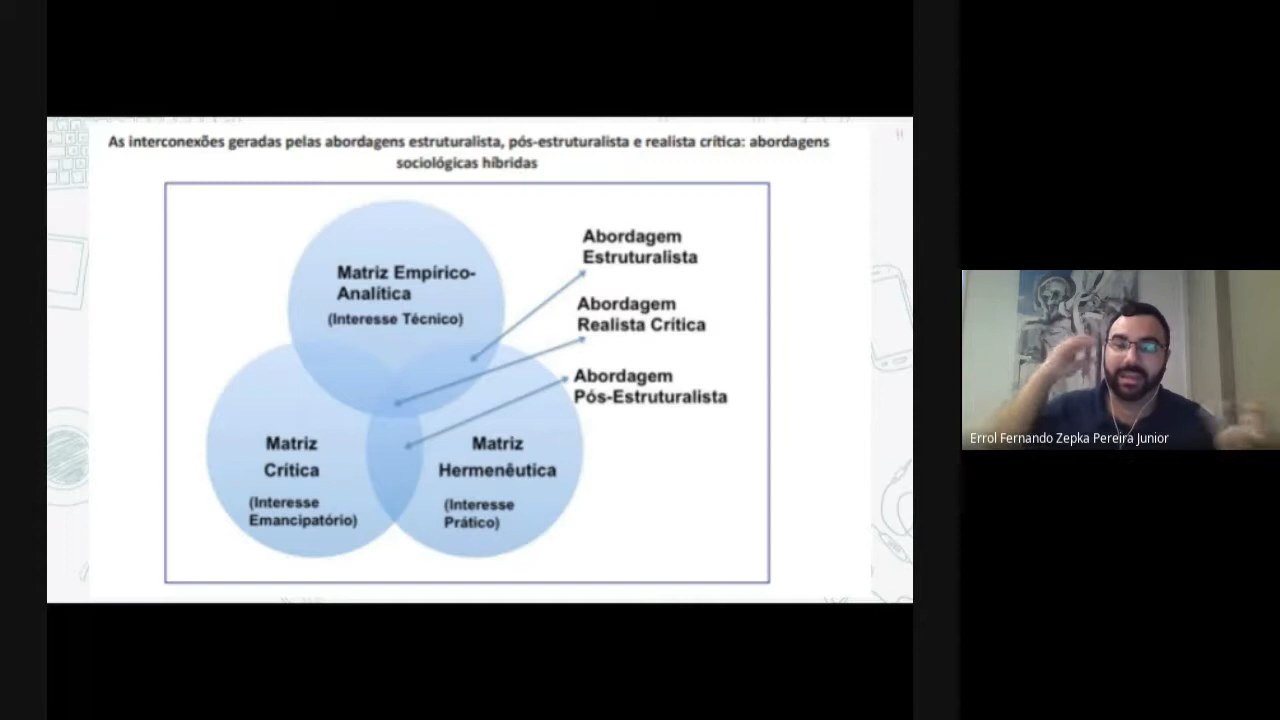 As interconexões geradas pelas abordagens estruturalista, pós-estruturalista e realista crítica: abordagens
sociológicas híbridas
Matriz Empírico-
Analítica
(Interesse Técnico)
Abordagem
Estruturalista
Abordagem
Realista Crítica
Abordagem
Pós-Estruturalista
Matriz
Crítica
(Interesse
Emancipatório)
Matriz
Hermenêutica
(Interesse
Prático)
Errol Fernando Zepka Pereira Junior